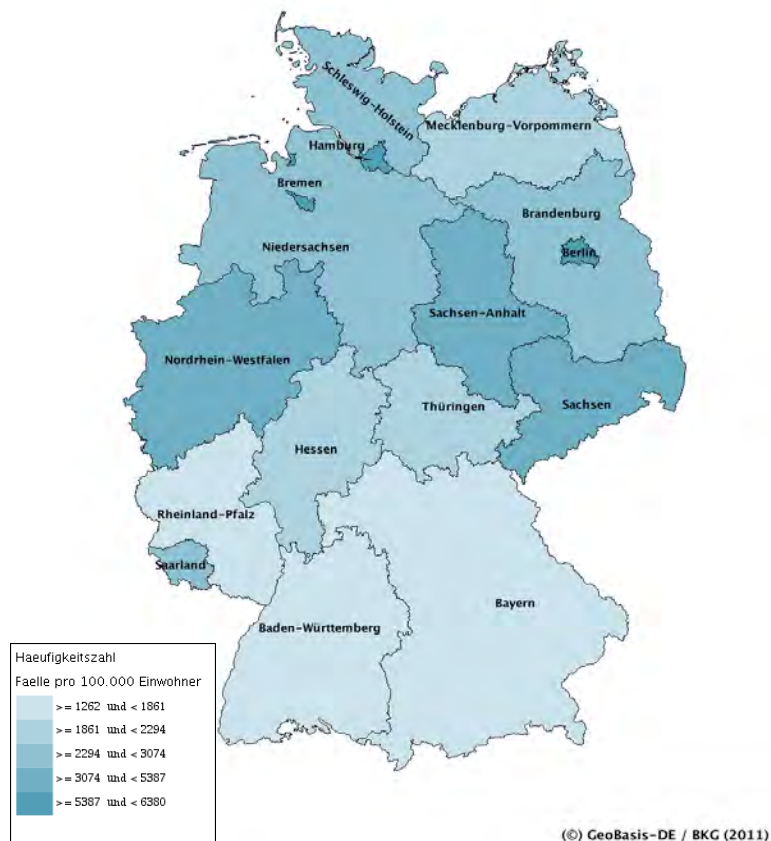 Schleswig-Holstein
Mecklenburg-Vorpommern
Hamburg
Bremen
Brandenburg
Niedersachsen
Berlin
Sachsen-Anhalt
Nordrhein-Westfalen
Thüringen
Sachsen
Hessen
Rheinland-Pfalz
Saarland
Bayern
Baden-Württemberg
Haeufigkeitszahl
Faelle pro 100.000 Einwohner
>= 1262 und < 1861
>= 1861 und < 2294
>= 2294 und < 3074
>= 3074 und < 5387
>= 5387 und < 6380
(©) GeoBasis-DE / BKG (2011)